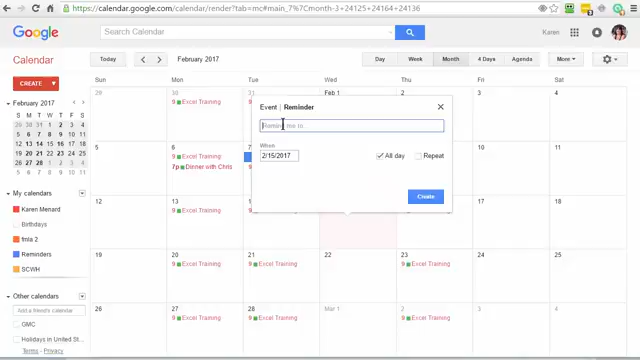 https://calendar.google.com/calendar/render?tab=mc#main_7%7Cmonth-3+24125+24164+24136
Google
Search Calendar
Karen
Calendar
Today
February 2017
Day
Week
Month
4 Days
Agenda
More
CREATE
February 2017
S M T W T F S
29 30 31 1 2 3 4
5 6 7 8 9 10 11
12 13 14 15 16 17 18
19 20 21 22 23 24 25
26 27 28 1 2 3 4
My calendars
Karen Menard
Birthdays
fmla 2
Reminders
SCWH
Other calendars
Add a friend's calendar
GMC
Holidays in United St...
Terms - Privacy
Sun Mon Tue Wed Thu Fri Sat
29 30 31 Feb 1 2 3 4
9 Excel Training
9 Excel Training
Event | Reminder
Remind me to...
When
2/15/2017
All day
Repeat
Create
5 6 7 10 11
9 Excel Training
7p Dinner with Chris
12 13 17 18
9 Excel Training
19 20 21 22 23 24 25
9 Excel Training
9 Excel Training
9 Excel Training
26 27 28 Mar 1 2 3 4
9 Excel Training
9 Excel Training
9 Excel Training